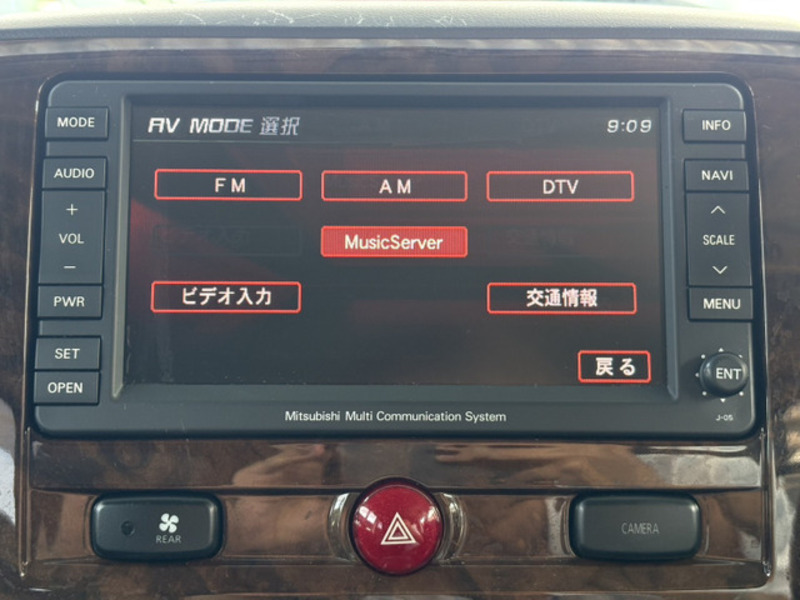 MODE
AUDIO
+
VOL
−
PWR
SET
OPEN
AV MODE 選択
9:09
FM
AM
DTV
MusicServer
ビデオ入力
交通情報
戻る
INFO
NAVI
SCALE
MENU
ENT
J-05
Mitsubishi Multi Communication System
REAR
CAMERA